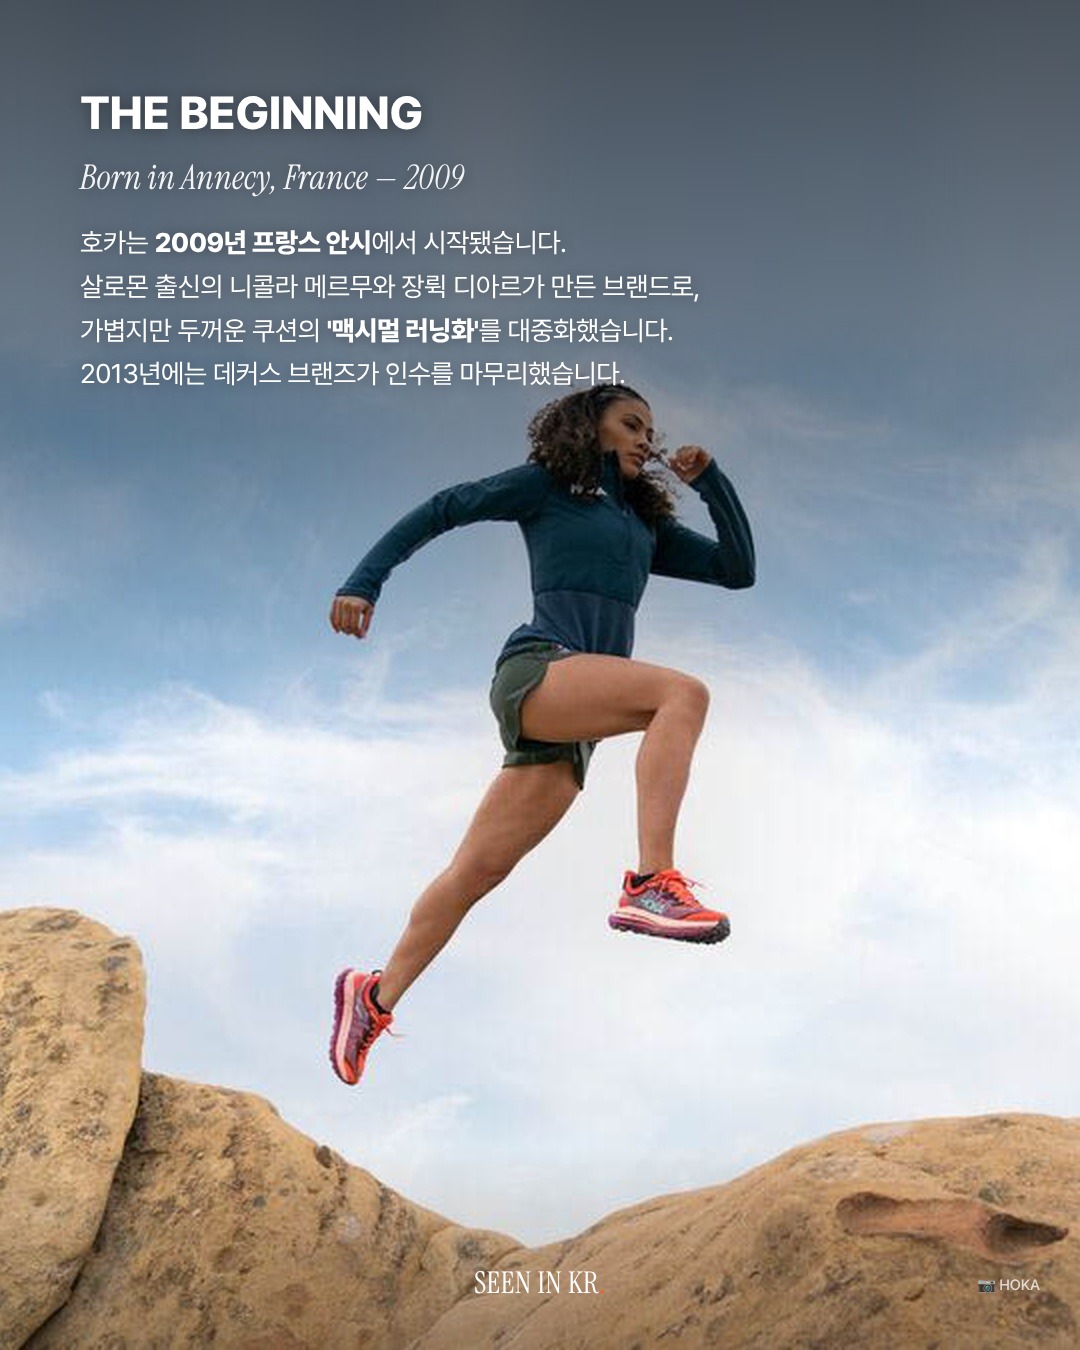 THE BEGINNING
Born in Annecy, France – 2009
호카는 2009년 프랑스 안시에서 시작됐습니다.
살로몬 출신의 니콜라 메르무와 장뤽 디아르가 만든 브랜드로,
가볍지만 두꺼운 쿠션의 '맥시멀 러닝화'를 대중화했습니다.
2013년에는 데커스 브랜즈가 인수를 마무리했습니다.
HOKA
SEEN IN KR.
📷 HOKA